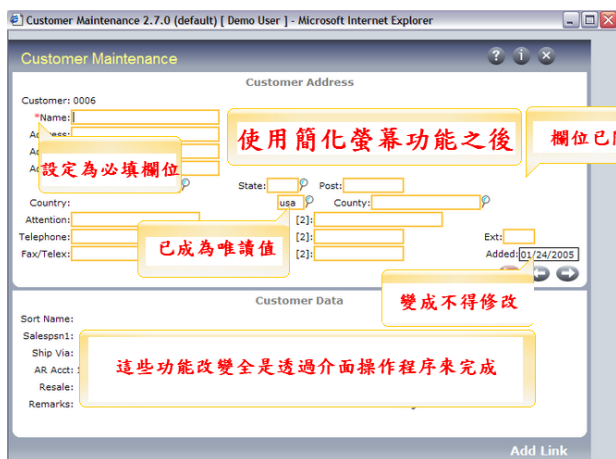 Customer Maintenance 2.7.0 (default) [ Demo User ] - Microsoft Internet Explorer
Customer Maintenance
Customer Address
Customer: 0006
*Name:
使用簡化螢幕功能之後
欄位已
設定為必填欄位
State: Post:
Country: usa County:
Attention: [2]:
已成為唯讀值
Telephone: [2]: Ext:
Fax/Telex: [2]: Added: 01/24/2005
Customer Data
變成不得修改
Sort Name:
Salespsn1:
Ship Via:
AR Acct:
這些功能改變全是透過介面操作程序來完成
Resale:
Remarks:
Add Link